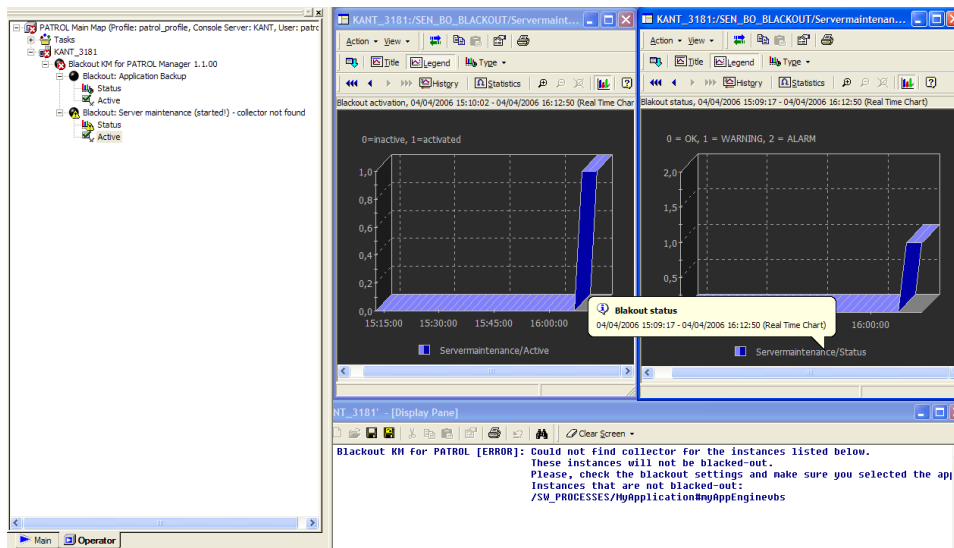 PATROL Main Map (Profile: patrol_profile, Console Server: KANT, User: patrc
Tasks
KANT_3181
Blackout KM for PATROL Manager 1.1.00
Blackout: Application Backup
Status
Active
Blackout: Server maintenance (started!) - collector not found
Status
Active
Main Operator
KANT_3181:/SEN_BO_BLACKOUT/Servermaint...
Action View
Title Legend Type
History Statistics
Blackout activation, 04/04/2006 15:10:02 - 04/04/2006 16:12:50 (Real Time Char
0=inactive, 1=activated
1,0
0,8
0,6
0,4
0,2
0,0
15:15:00 15:30:00 15:45:00 16:00:00
Servermaintenance/Active
KANT_3181:/SEN_BO_BLACKOUT/Servermaintenan...
Action View
Title Legend Type
History Statistics
Blakout status, 04/04/2006 15:09:17 - 04/04/2006 16:12:50 (Real Time Chart)
0 = OK, 1 = WARNING, 2 = ALARM
2,0
1,5
1,0
0,5
16:00:00
Servermaintenance/Status
Blakout status
04/04/2006 15:09:17 - 04/04/2006 16:12:50 (Real Time Chart)
NT_3181' - [Display Pane]
Clear Screen
Blackout KM for PATROL [ERROR]: Could not find collector for the instances listed below.
These instances will not be blacked-out.
Please, check the blackout settings and make sure you selected the app
Instances that are not blacked-out:
/SW_PROCESSES/MyApplication#myAppEnginevbs